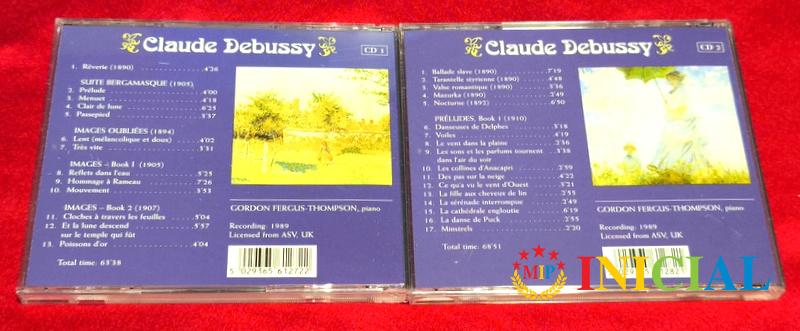 Claude Debussy
CD 1
1. Rêverie (1890) 4'26
SUITE BERGAMASQUE (1905)
2. Prélude 4'00
3. Menuet 4'18
4. Clair de lune 6'25
5. Passepied 3'37
IMAGES OUBLIÉES (1894)
6. Lent (mélancolique et doux) 4'02
7. Très vite 5'31
IMAGES – Book 1 (1905)
8. Reflets dans l'eau 5'25
9. Hommage à Rameau 7'26
10. Mouvement 3'51
IMAGES – Book 2 (1907)
11. Cloches à travers les feuilles 5'04
12. Et la lune descend 5'57
sur le temple qui fût
13. Poissons d'or 4'04
Total time: 63'38
GORDON FERGUS-THOMPSON, piano
Recording: 1989
Licensed from ASV, UK
5 029365 612722
Claude Debussy
CD 2
1. Ballade slave (1890) 7'19
2. Tarantelle styrienne (1890) 4'48
3. Valse romantique (1890) 3'36
4. Mazurka (1890) 2'49
5. Nocturne (1892) 6'50
PRÉLUDES, Book 1 (1910)
6. Danseuses de Delphes 3'18
7. Voiles 4'19
8. Le vent dans la plaine 2'36
9. Les sons et les parfums tournent 3'38
dans l'air du soir
10. Les collines d'Anacapri 2'59
11. Des pas sur la neige 4'22
12. Ce qu'a vu le vent d'Ouest 3'21
13. La fille aux cheveux de lin 2'55
14. La sérénade interrompue 2'49
15. La cathédrale engloutie 6'19
16. La danse de Puck 2'55
17. Minstrels 2'20
Total time: 68'51
GORDON FERGUS-THOMPSON, piano
Recording: 1989
Licensed from ASV, UK
MIP INICIAL